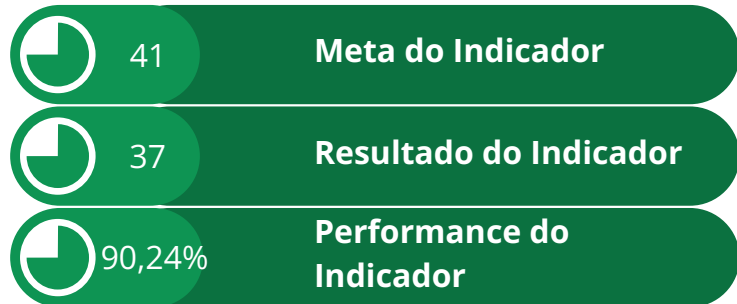 41
Meta do Indicador
37
Resultado do Indicador
90,24%
Performance do
Indicador